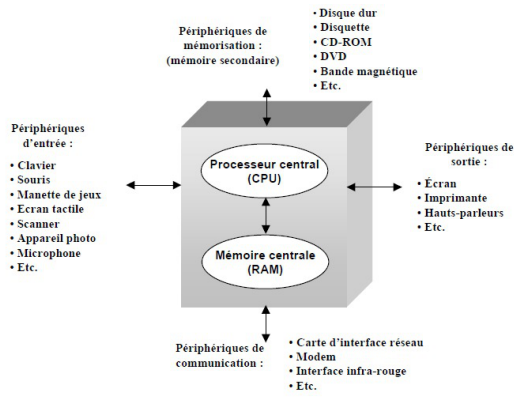 Périphériques de
mémorisation :
(mémoire secondaire)
• Disque dur
• Disquette
• CD-ROM
• DVD
• Bande magnétique
• Etc.
Périphériques
d'entrée :
• Clavier
• Souris
• Manette de jeux
• Ecran tactile
• Scanner
• Appareil photo
• Microphone
• Etc.
Processeur central
(CPU)
Mémoire centrale
(RAM)
Périphériques de
sortie :
• Écran
• Imprimante
• Hauts-parleurs
• Etc.
Périphériques de
communication :
• Carte d'interface réseau
• Modem
• Interface infra-rouge
• Etc.